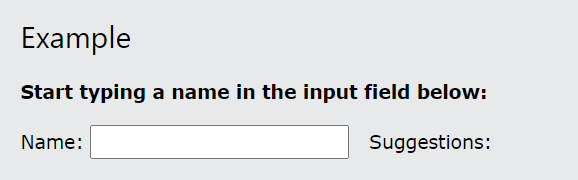 Example
Start typing a name in the input field below:
Name: Suggestions: